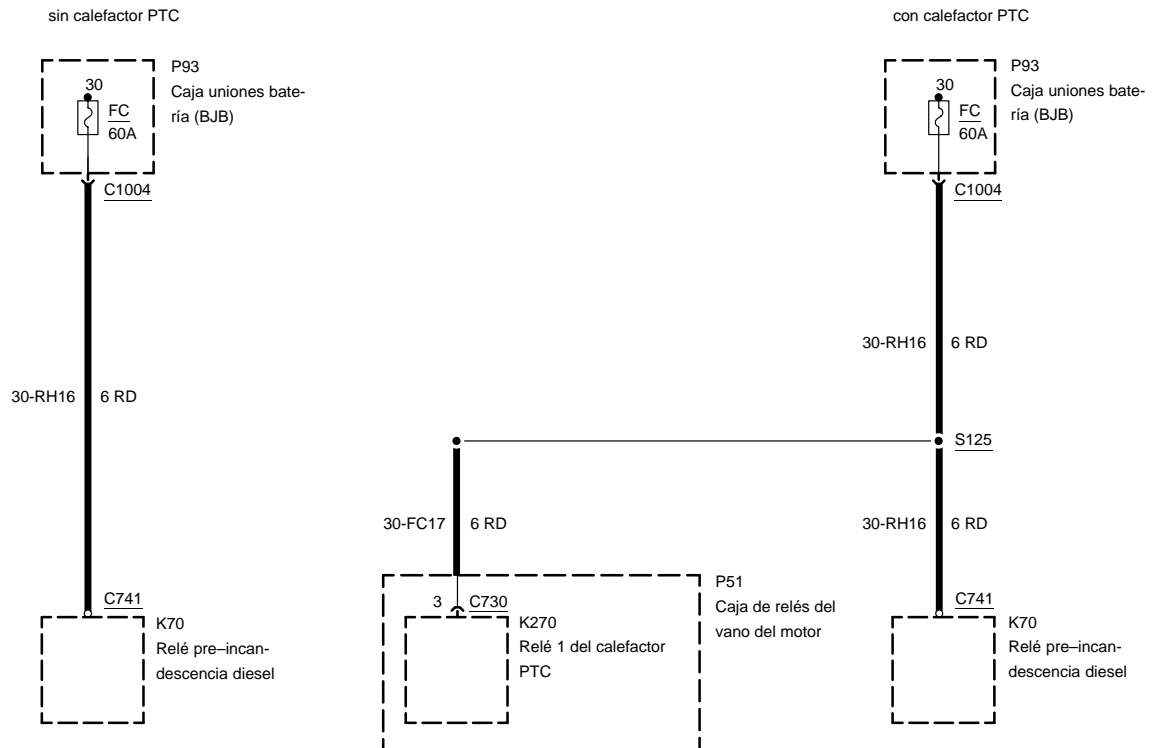 sin calefactor PTC
P93
Caja uniones bate-
ría (BJB)
30
FC
60A
C1004
30-RH16
6 RD
C741
K70
Relé pre–incan-
descencia diesel
30-FC17
6 RD
P51
Caja de relés del
vano del motor
3
C730
K270
Relé 1 del calefactor
PTC
con calefactor PTC
P93
Caja uniones bate-
ría (BJB)
30
FC
60A
C1004
30-RH16
6 RD
S125
30-RH16
6 RD
C741
K70
Relé pre–incan-
descencia diesel